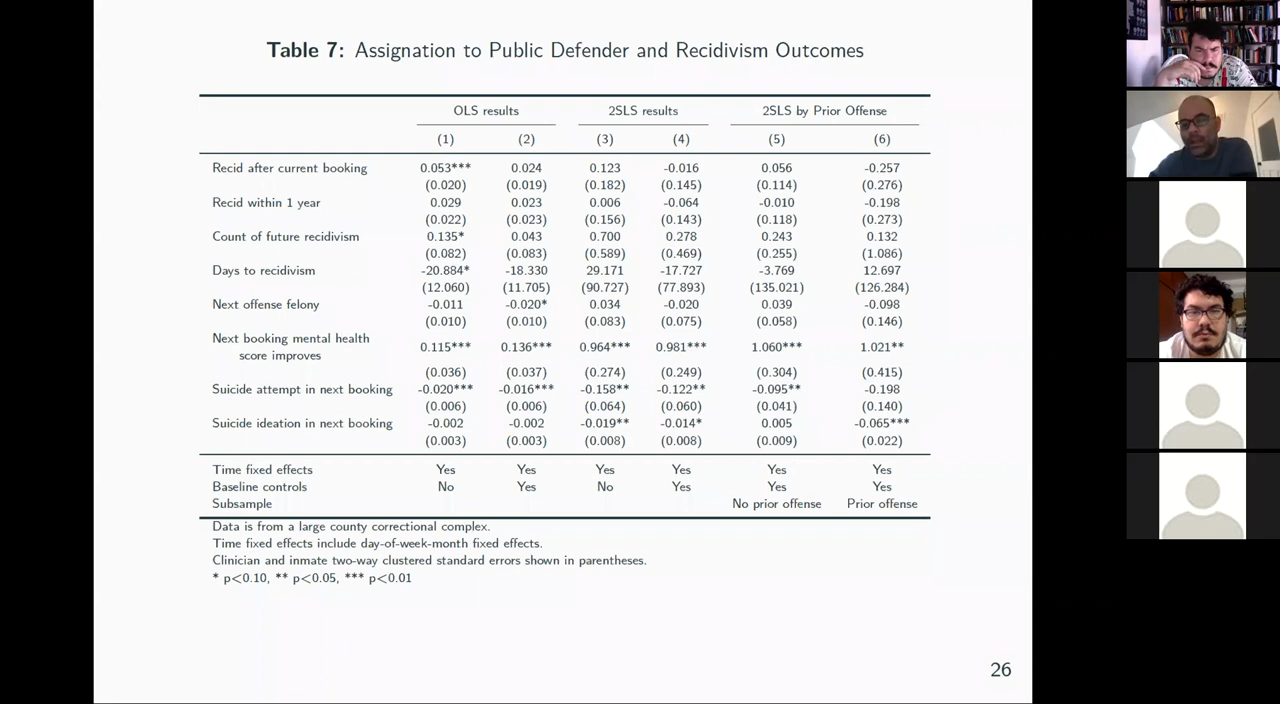 Table 7: Assignation to Public Defender and Recidivism Outcomes
OLS results 2SLS results 2SLS by Prior Offense
(1) (2) (3) (4) (5) (6)
Recid after current booking 0.053*** 0.024 0.123 -0.016 0.056 -0.257
(0.020) (0.019) (0.182) (0.145) (0.114) (0.276)
Recid within 1 year 0.029 0.023 0.006 -0.064 -0.010 -0.198
(0.022) (0.023) (0.156) (0.143) (0.118) (0.273)
Count of future recidivism 0.135* 0.043 0.700 0.278 0.243 0.132
(0.082) (0.083) (0.589) (0.469) (0.255) (1.086)
Days to recidivism -20.884* -18.330 29.171 -17.727 -3.769 12.697
(12.060) (11.705) (90.727) (77.893) (135.021) (126.284)
Next offense felony -0.011 -0.020* 0.034 -0.020 0.039 -0.098
(0.010) (0.010) (0.083) (0.075) (0.058) (0.146)
Next booking mental health
score improves 0.115*** 0.136*** 0.964*** 0.981*** 1.060*** 1.021**
(0.036) (0.037) (0.274) (0.249) (0.304) (0.415)
Suicide attempt in next booking -0.020*** -0.016*** -0.158** -0.122** -0.095** -0.198
(0.006) (0.006) (0.064) (0.060) (0.041) (0.140)
Suicide ideation in next booking -0.002 -0.002 -0.019** -0.014* 0.005 -0.065***
(0.003) (0.003) (0.008) (0.008) (0.009) (0.022)
Time fixed effects Yes Yes Yes Yes Yes Yes
Baseline controls No Yes No Yes Yes Yes
Subsample No prior offense Prior offense
Data is from a large county correctional complex.
Time fixed effects include day-of-week-month fixed effects.
Clinician and inmate two-way clustered standard errors shown in parentheses.
* p<0.10, ** p<0.05, *** p<0.01
26